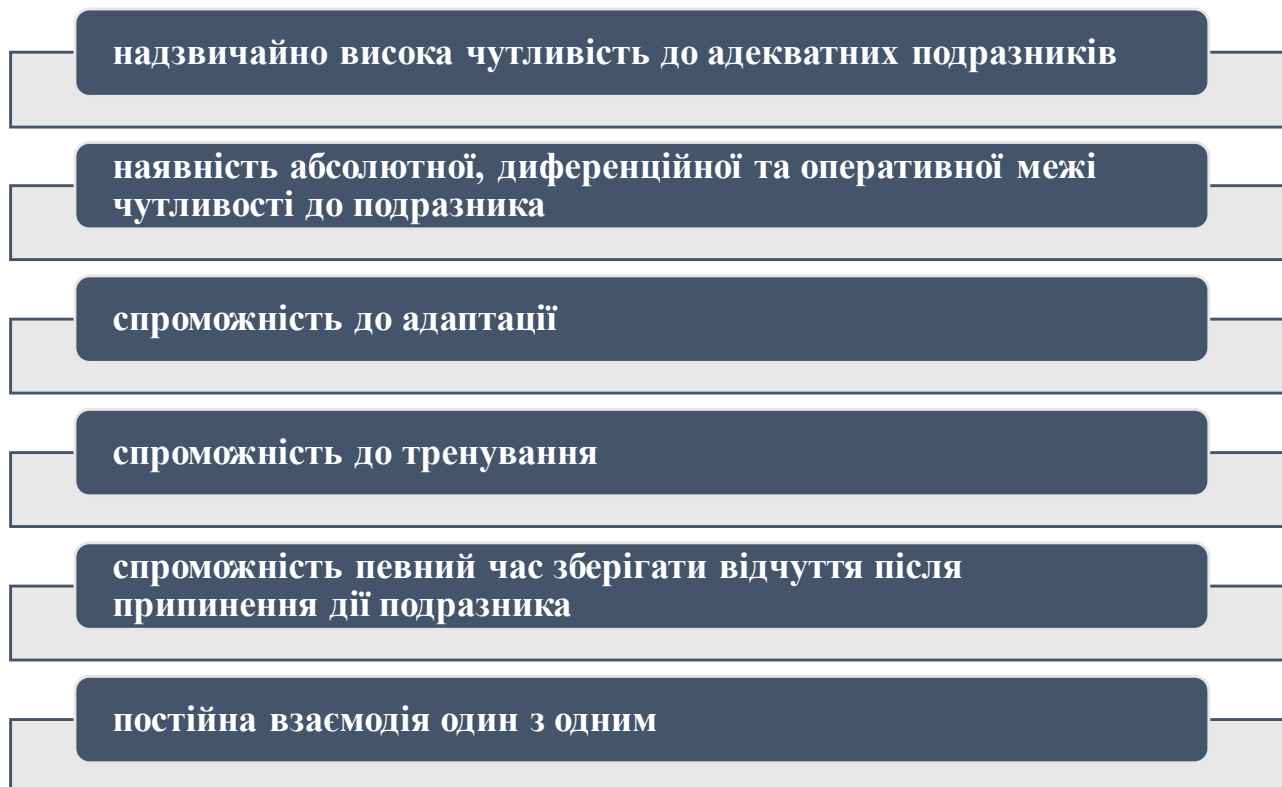 надзвичайно висока чутливість до адекватних подразників
наявність абсолютної, диференційної та оперативної межі
чутливості до подразника
спроможність до адаптації
спроможність до тренування
спроможність певний час зберігати відчуття після
припинення дії подразника
постійна взаємодія один з одним